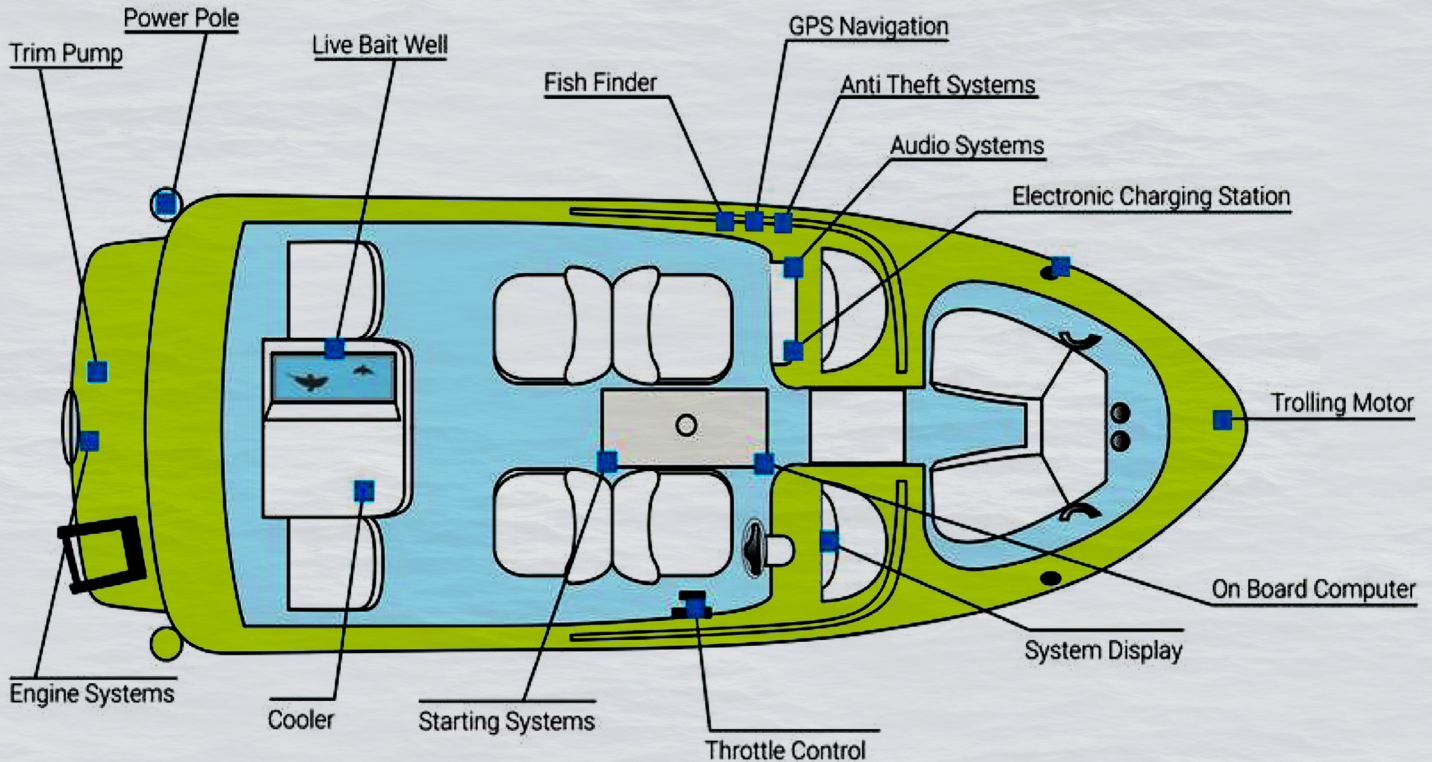 Power Pole
GPS Navigation
Trim Pump
Live Bait Well
Fish Finder
Anti Theft Systems
Audio Systems
Electronic Charging Station
Trolling Motor
On Board Computer
System Display
Engine Systems
Cooler
Starting Systems
Throttle Control